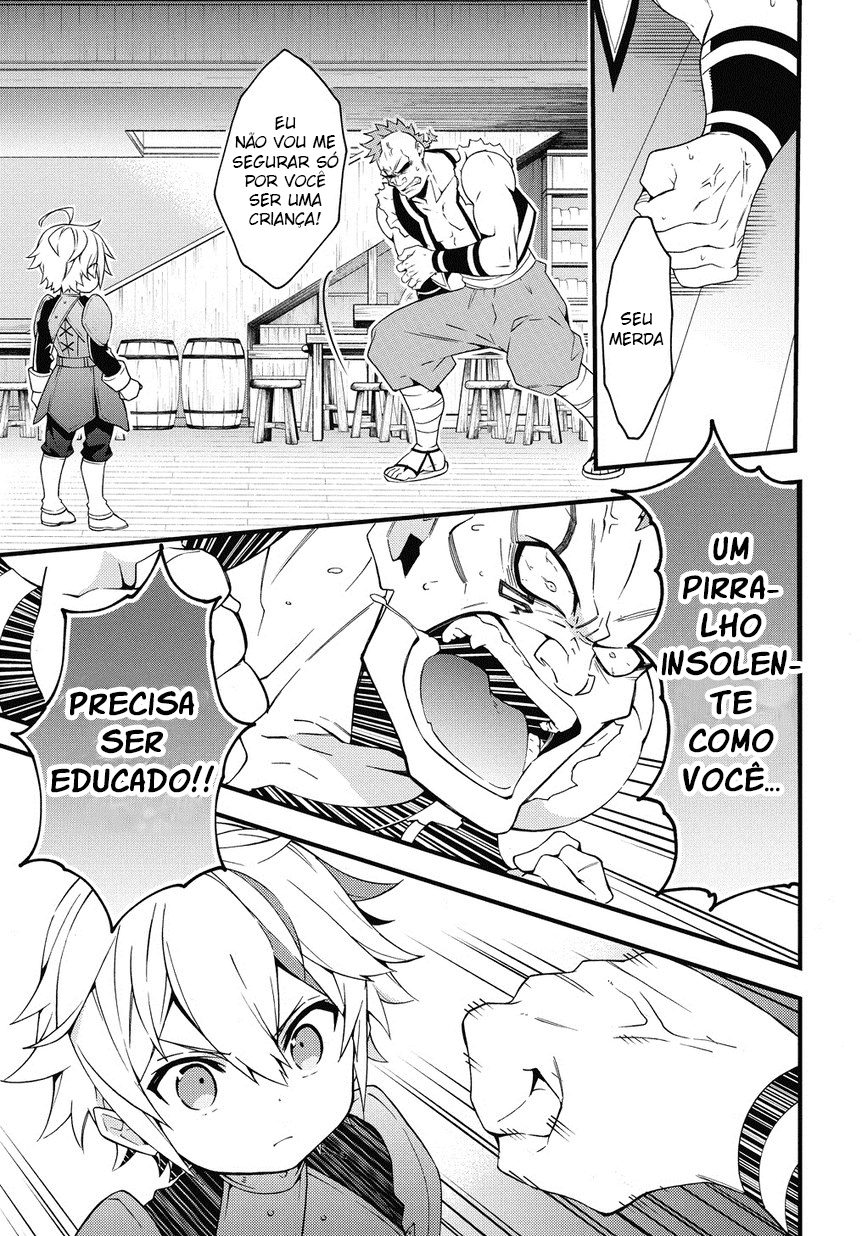 SEU
MERDA
EU
NÃO VOU ME
SEGURAR SÓ
POR VOCÊ
SER UMA
CRIANÇA!
UM
PIRRA-
LHO
INSOLEN-
TE
COMO
VOCÊ...
PRECISA
SER
EDUCADO!!